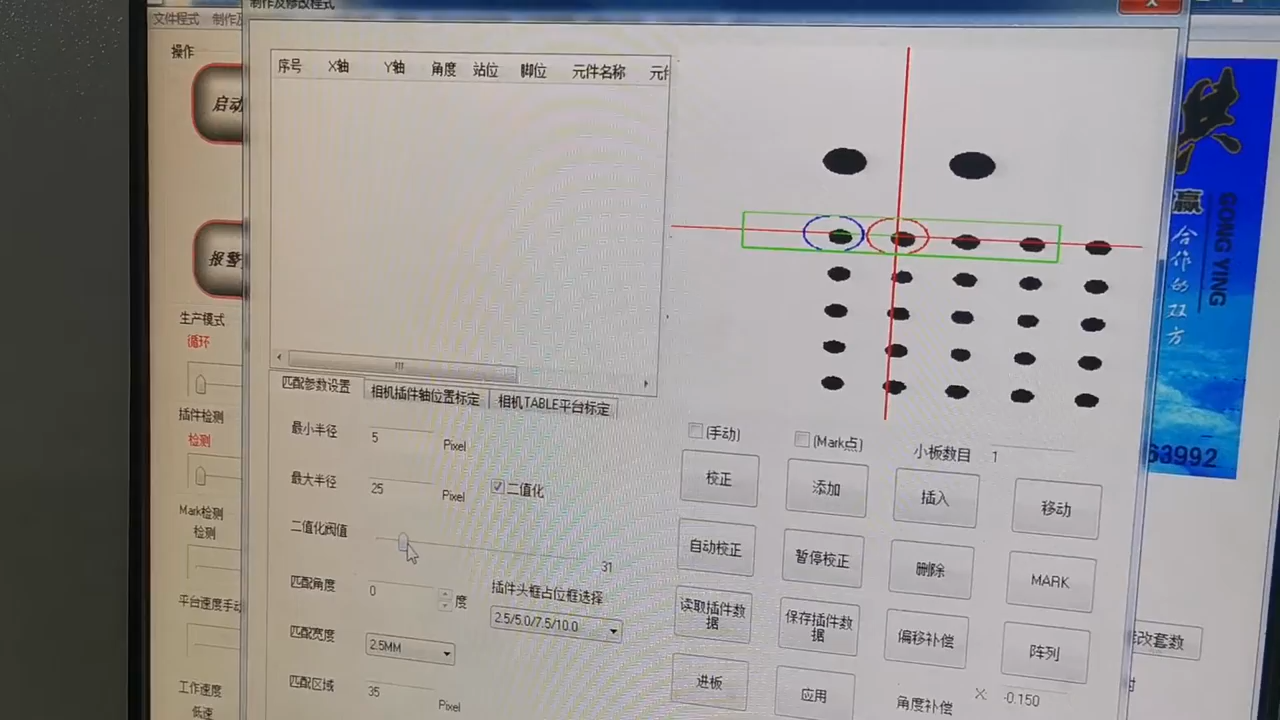 制作及修改程式
文件程式
操作
启动
报警
生产模式
循环
插件检测
检测
Mark检测
检测
平台速度手动
工作速度
低速
序号 X轴 Y轴 角度 站位 脚位 元件名称
匹配参数设置 相机插件轴位置标定 相机TABLE平台标定
最小半径 5 Pixel
最大半径 25 Pixel 二值化
二值化阀值 31
匹配角度 0 度 插件头框占位框选择
2.5/5.0/7.5/10.0
匹配宽度 2.5MM
匹配区域 35 Pixel
(手动) (Mark点) 小板数目 1
校正 添加 插入 移动
自动校正 暂停校正 删除 MARK
读取插件数据 保存插件数据 偏移补偿 阵列
进板 应用 角度补偿 X: -0.150
赢
GONG YING
合作的双方
63992
改套数